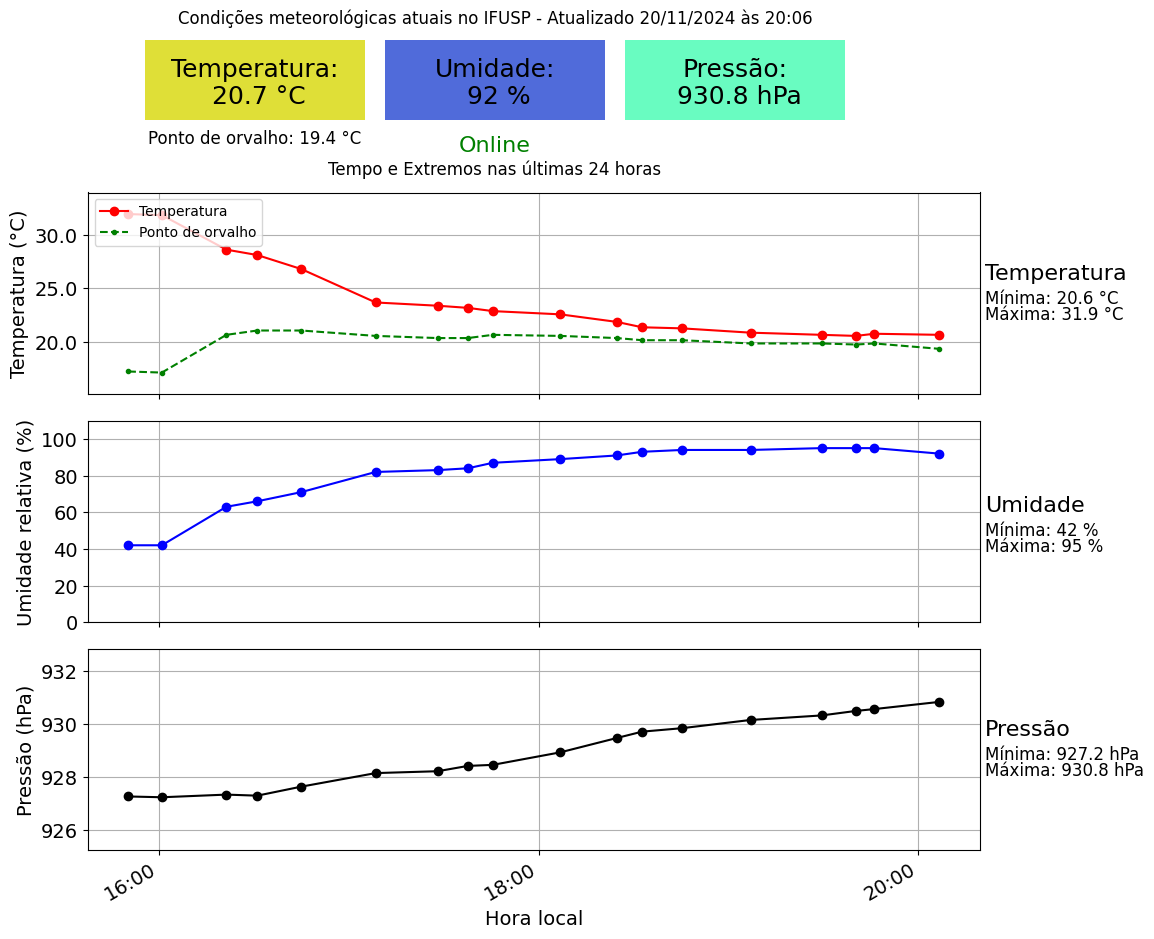 Condições meteorológicas atuais no IFUSP - Atualizado 20/11/2024 às 20:06
Temperatura:
20.7 °C
Umidade:
92 %
Pressão:
930.8 hPa
Ponto de orvalho: 19.4 °C
Online
Tempo e Extremos nas últimas 24 horas
Temperatura (°C)
30.0
25.0
20.0
Temperatura
Ponto de orvalho
Temperatura
Mínima: 20.6 °C
Máxima: 31.9 °C
Umidade relativa (%)
100
80
60
40
20
0
Umidade
Mínima: 42 %
Máxima: 95 %
Pressão (hPa)
932
930
928
926
Pressão
Mínima: 927.2 hPa
Máxima: 930.8 hPa
16:00
18:00
20:00
Hora local